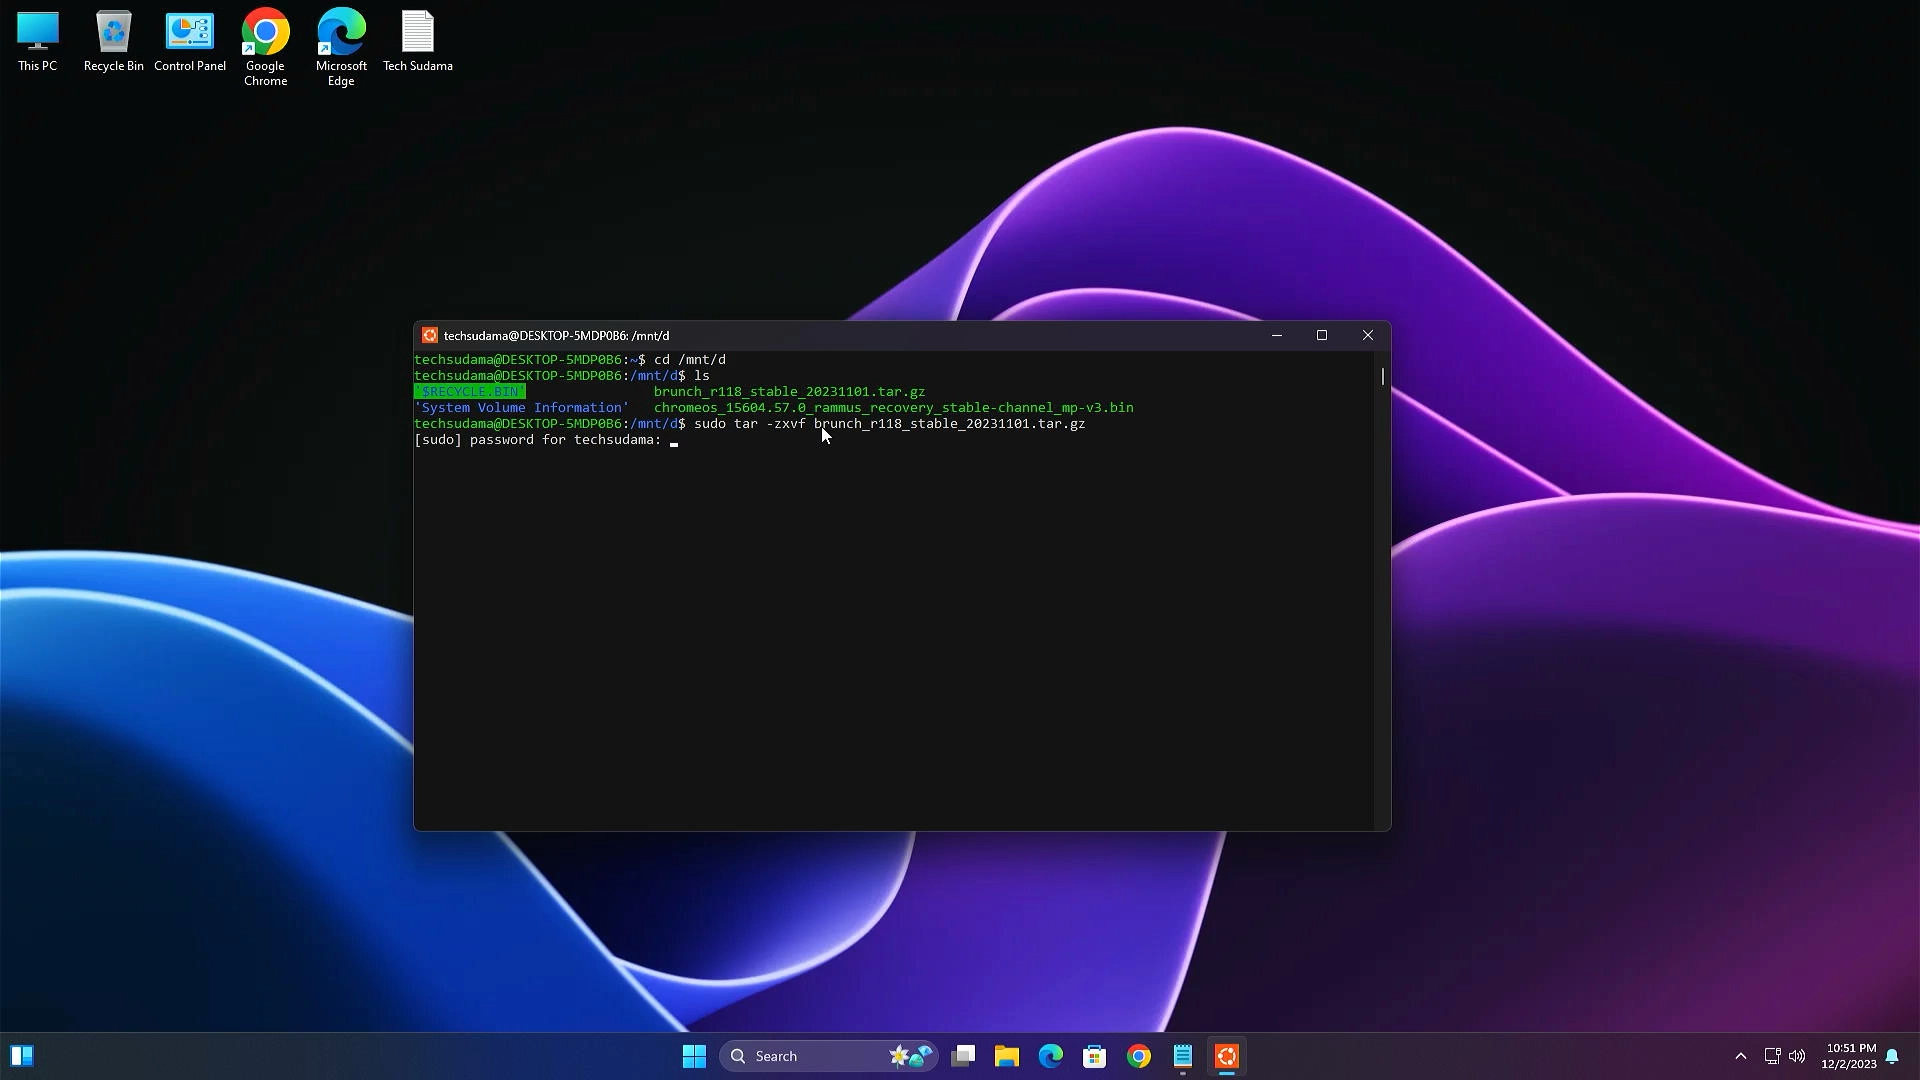 This PC
Recycle Bin
Control Panel
Google
Chrome
Microsoft
Edge
Tech Sudama
techsudama@DESKTOP-5MDP0B6: /mnt/d
techsudama@DESKTOP-5MDP0B6:~$ cd /mnt/d
techsudama@DESKTOP-5MDP0B6:/mnt/d$ ls
'$RECYCLE.BIN' brunch_r118_stable_20231101.tar.gz
'System Volume Information' chromeos_15604.57.0_rammus_recovery_stable-channel_mp-v3.bin
techsudama@DESKTOP-5MDP0B6:/mnt/d$ sudo tar -zxvf brunch_r118_stable_20231101.tar.gz
[sudo] password for techsudama:
Search
10:51 PM
12/2/2023